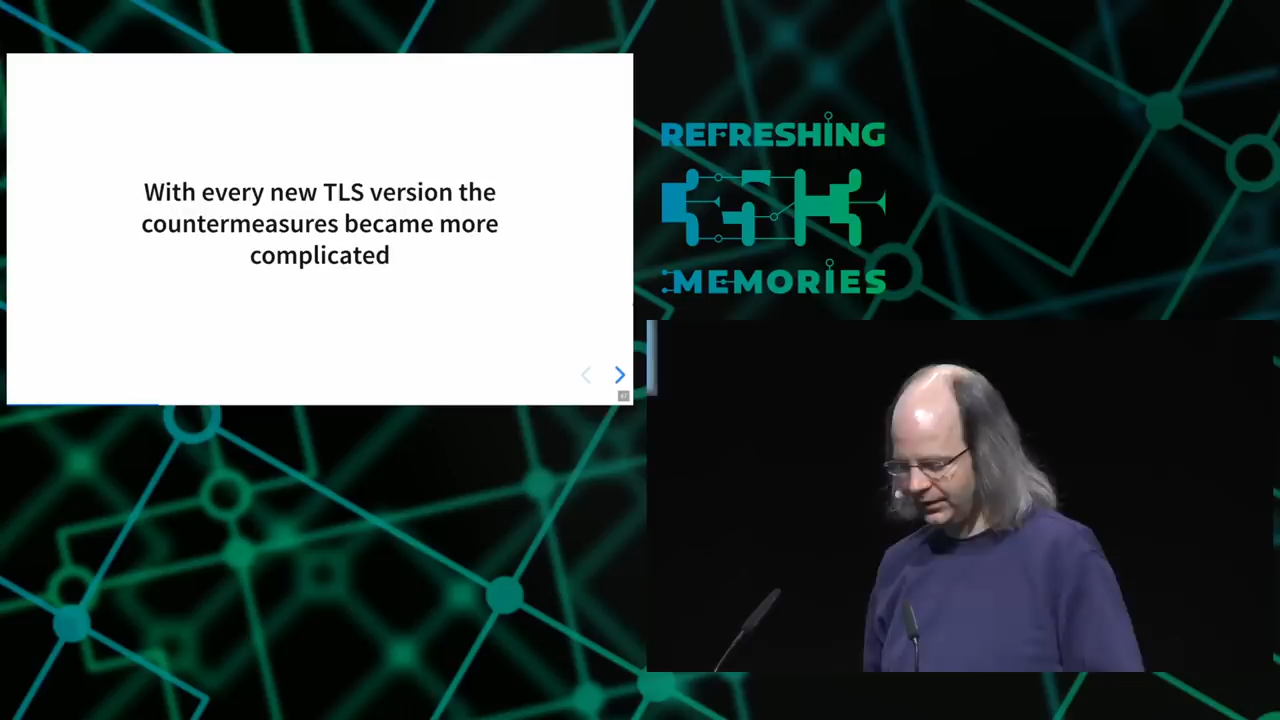 With every new TLS version the
countermeasures became more
complicated
REFRESHING
MEMORIES